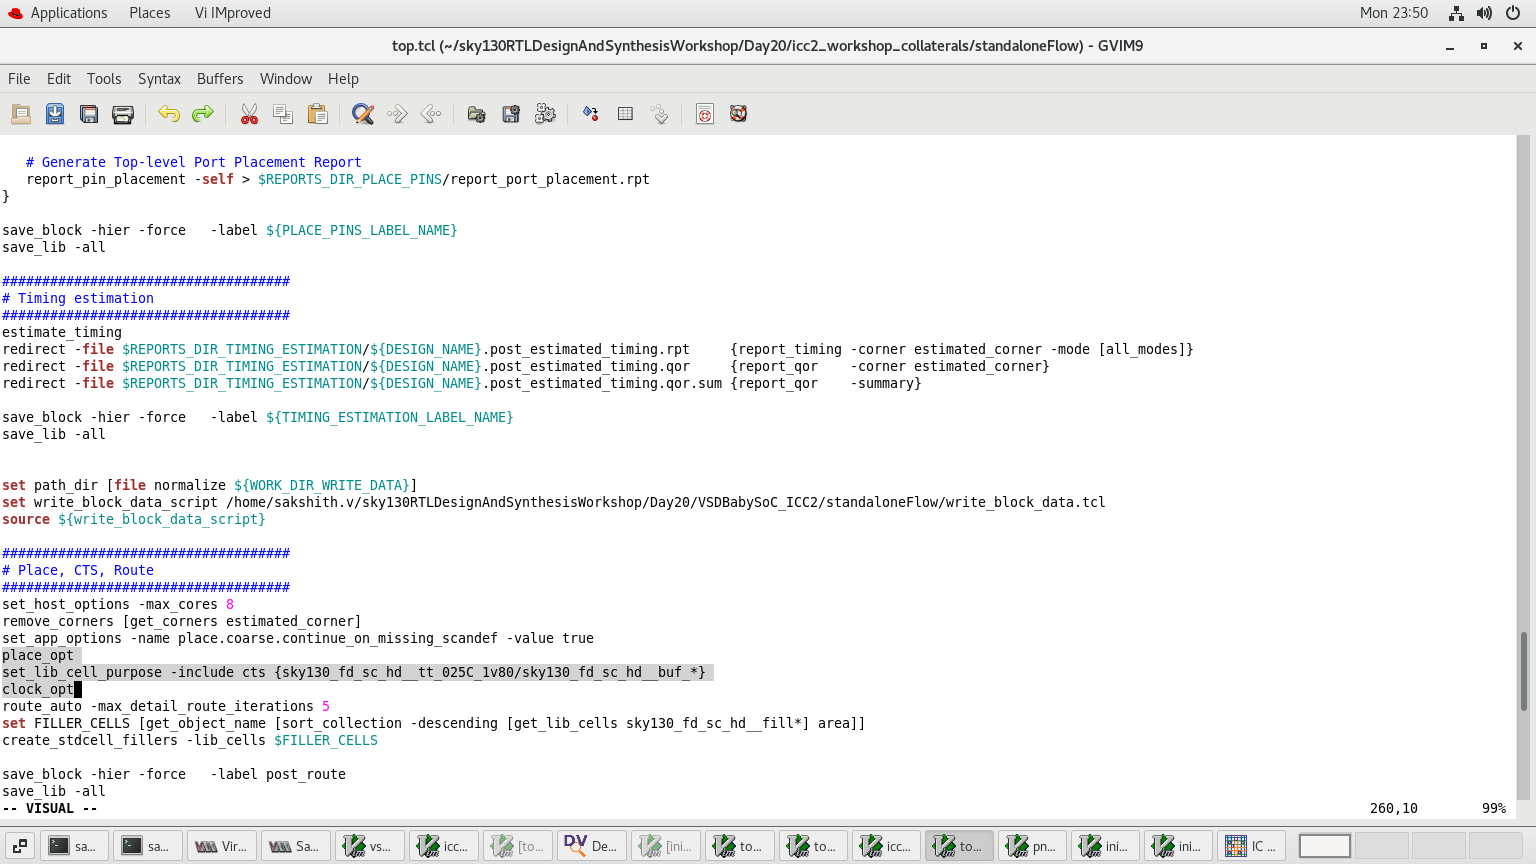 Applications Places Vi IMproved Mon 23:50
top.tcl (~/sky130RTLDesignAndSynthesisWorkshop/Day20/icc2_workshop_collaterals/standaloneFlow) - GVIM9
File Edit Tools Syntax Buffers Window Help
# Generate Top-level Port Placement Report
report_pin_placement -self > $REPORTS_DIR_PLACE_PINS/report_port_placement.rpt
}
save_block -hier -force   -label ${PLACE_PINS_LABEL_NAME}
save_lib -all
####################################
# Timing estimation
####################################
estimate_timing
redirect -file $REPORTS_DIR_TIMING_ESTIMATION/${DESIGN_NAME}.post_estimated_timing.rpt     {report_timing -corner estimated_corner -mode [all_modes]}
redirect -file $REPORTS_DIR_TIMING_ESTIMATION/${DESIGN_NAME}.post_estimated_timing.qor     {report_qor    -corner estimated_corner}
redirect -file $REPORTS_DIR_TIMING_ESTIMATION/${DESIGN_NAME}.post_estimated_timing.qor.sum {report_qor    -summary}
save_block -hier -force   -label ${TIMING_ESTIMATION_LABEL_NAME}
save_lib -all
set path_dir [file normalize ${WORK_DIR_WRITE_DATA}]
set write_block_data_script /home/sakshith.v/sky130RTLDesignAndSynthesisWorkshop/Day20/VSDBabySoC_ICC2/standaloneFlow/write_block_data.tcl
source ${write_block_data_script}
####################################
# Place, CTS, Route
####################################
set_host_options -max_cores 8
remove_corners [get_corners estimated_corner]
set_app_options -name place.coarse.continue_on_missing_scandef -value true
place_opt
set_lib_cell_purpose -include cts {sky130_fd_sc_hd__tt_025C_1v80/sky130_fd_sc_hd__buf_*}
clock_opt
route_auto -max_detail_route_iterations 5
set FILLER_CELLS [get_object_name [sort_collection -descending [get_lib_cells sky130_fd_sc_hd__fill*] area]]
create_stdcell_fillers -lib_cells $FILLER_CELLS
save_block -hier -force   -label post_route
save_lib -all
-- VISUAL -- 260,10 99%
sa... sa... Vir... Sa... vs... icc... [to... De... [ini... to... to... icc... to... pn... ini... ini... IC ...